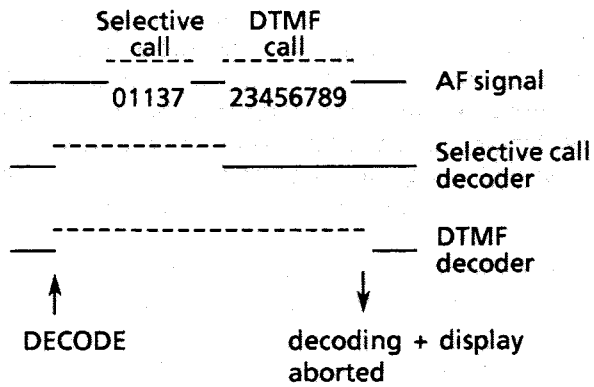 Selective DTMF
call call
AF signal
01137 23456789
Selective call
decoder
DTMF
decoder
DECODE decoding + display
aborted